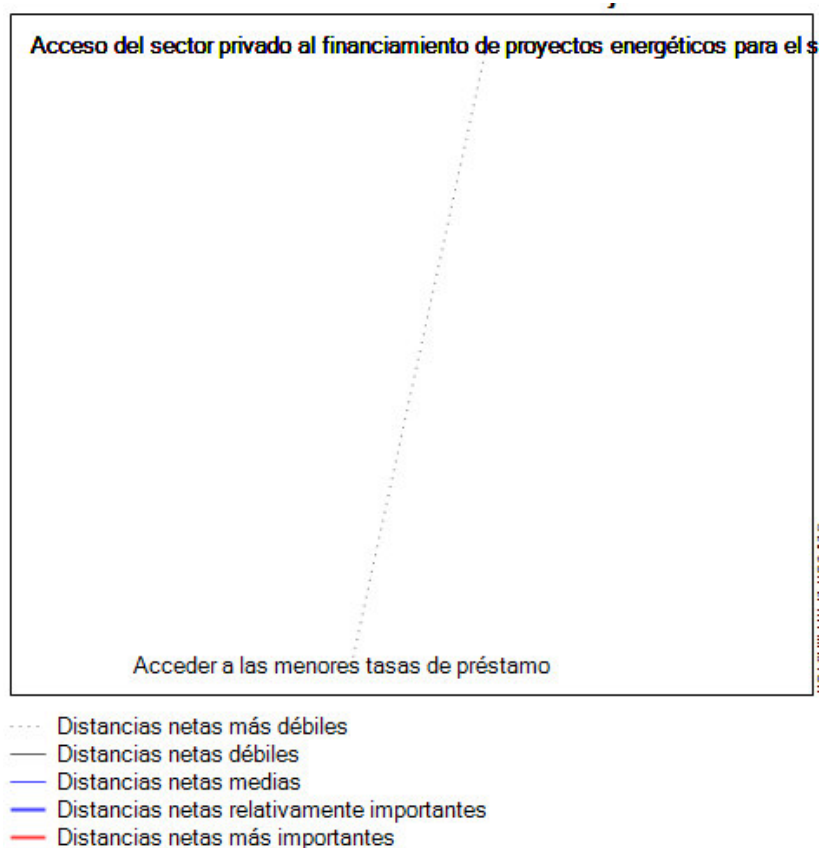 Acceso del sector privado al financiamiento de proyectos energéticos para el s
Acceder a las menores tasas de préstamo
Distancias netas más débiles
Distancias netas débiles
Distancias netas medias
Distancias netas relativamente importantes
Distancias netas más importantes